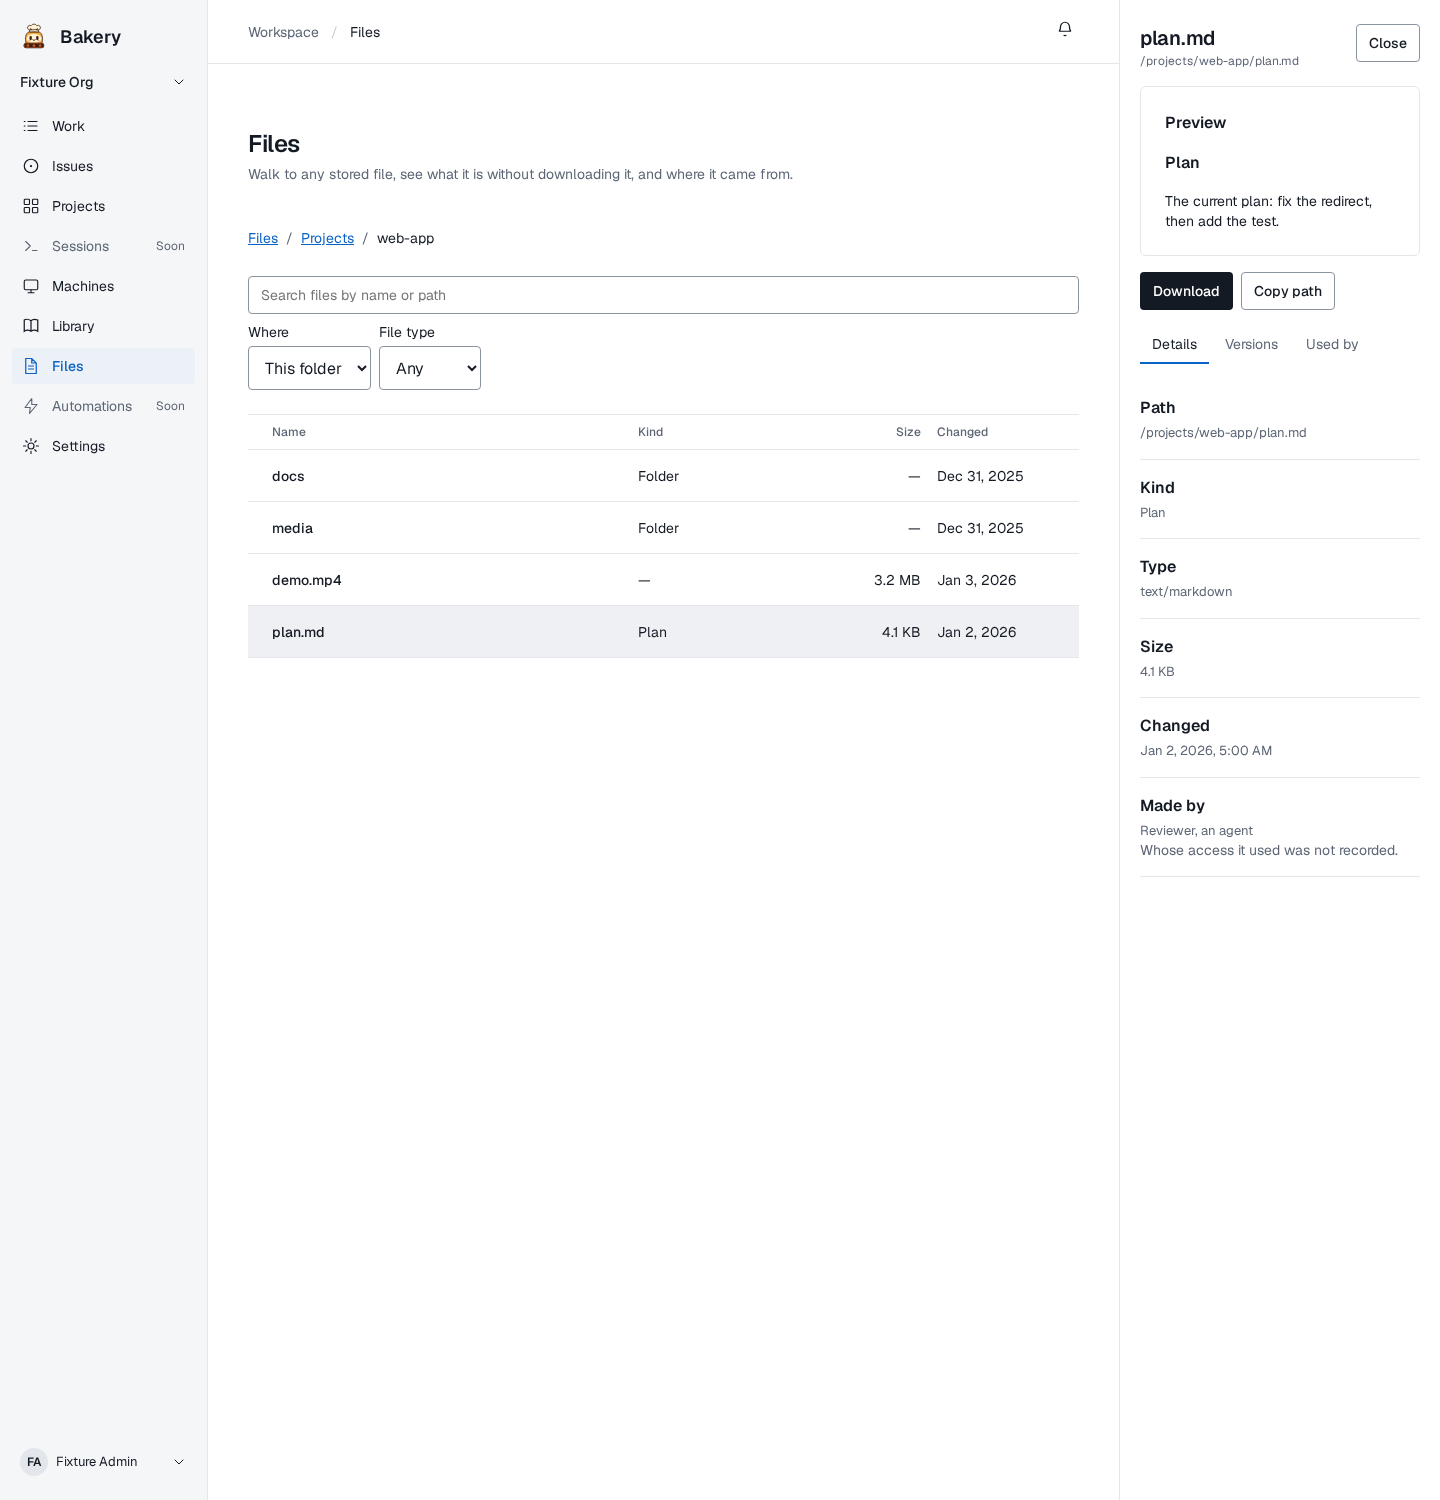 Bakery
Fixture Org
Work
Issues
Projects
Sessions Soon
Machines
Library
Files
Automations Soon
Settings
FA Fixture Admin
Workspace / Files
Files
Walk to any stored file, see what it is without downloading it, and where it came from.
Files / Projects / web-app
Search files by name or path
Where File type
This folder Any
Name Kind Size Changed
docs Folder — Dec 31, 2025
media Folder — Dec 31, 2025
demo.mp4 — 3.2 MB Jan 3, 2026
plan.md Plan 4.1 KB Jan 2, 2026
plan.md
/projects/web-app/plan.md
Close
Preview
Plan
The current plan: fix the redirect,
then add the test.
Download Copy path
Details Versions Used by
Path
/projects/web-app/plan.md
Kind
Plan
Type
text/markdown
Size
4.1 KB
Changed
Jan 2, 2026, 5:00 AM
Made by
Reviewer, an agent
Whose access it used was not recorded.